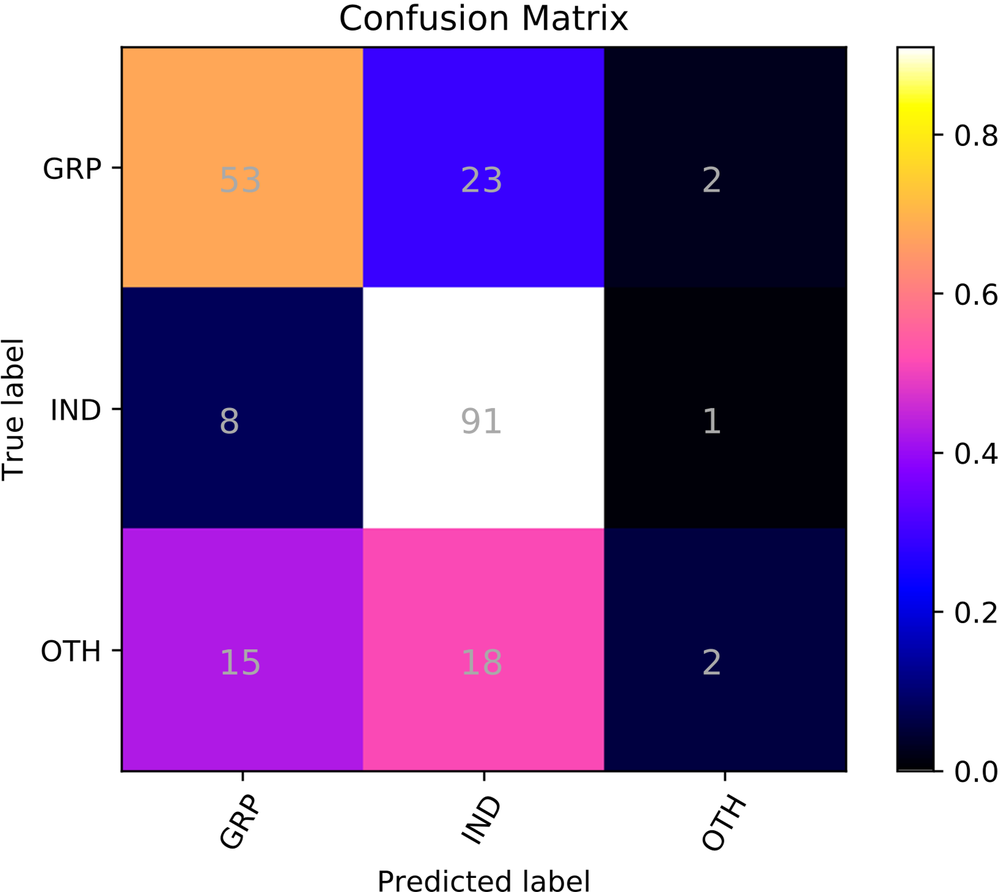 Confusion Matrix
GRP 53 23 2
IND 8 91 1
OTH 15 18 2
GRP IND OTH
True label
Predicted label
0.8
0.6
0.4
0.2
0.0